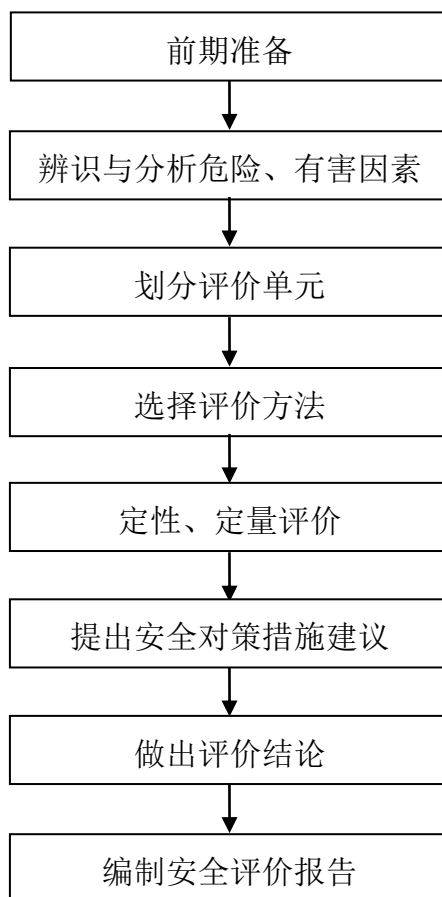 前期准备
辨识与分析危险、有害因素
划分评价单元
选择评价方法
定性、定量评价
提出安全对策措施建议
做出评价结论
编制安全评价报告